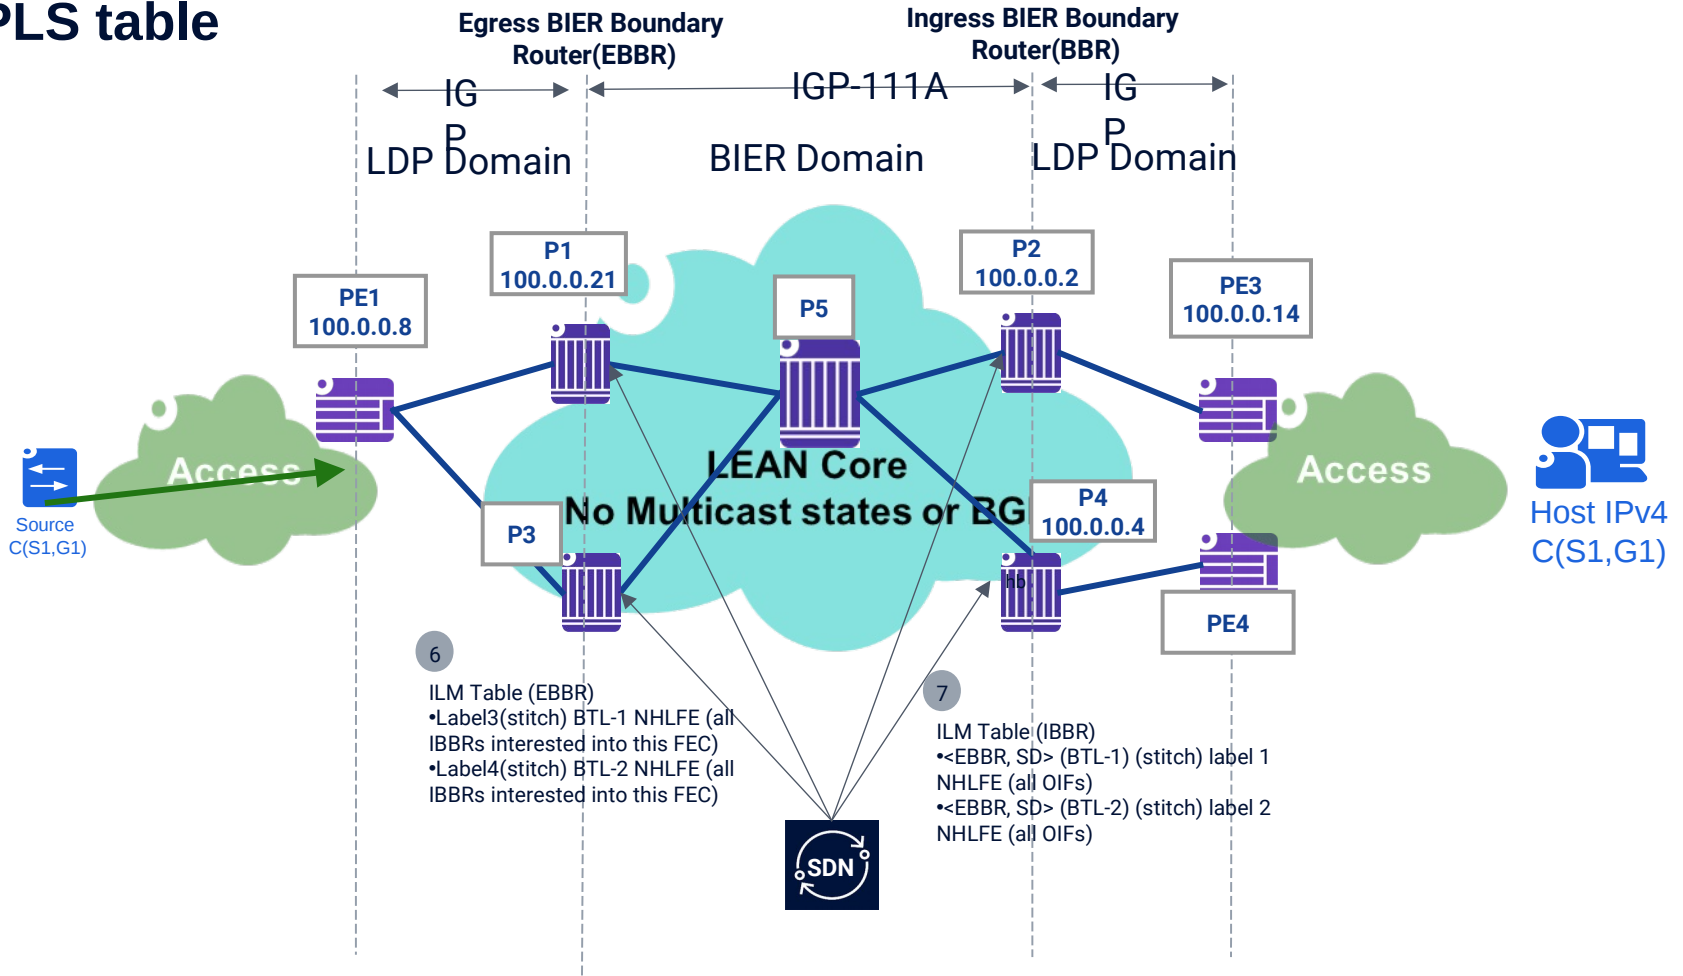 PLS table
Egress BIER Boundary
Router(EBBR)
Ingress BIER Boundary
Router(BBR)
IG
P
IGP-111A
IG
P
LDP Domain
BIER Domain
LDP Domain
P1
100.0.0.21
P2
100.0.0.2
PE1
100.0.0.8
P5
PE3
100.0.0.14
Access
LEAN Core
No Multicast states or BG
Access
P3
P4
100.0.0.4
Source
C(S1,G1)
Host IPv4
C(S1,G1)
hb
PE4
6
ILM Table (EBBR)
•Label3(stitch) BTL-1 NHLFE (all
IBBRs interested into this FEC)
•Label4(stitch) BTL-2 NHLFE (all
IBBRs interested into this FEC)
7
ILM Table (IBBR)
•<EBBR, SD> (BTL-1) (stitch) label 1
NHLFE (all OIFs)
•<EBBR, SD> (BTL-2) (stitch) label 2
NHLFE (all OIFs)
SDN